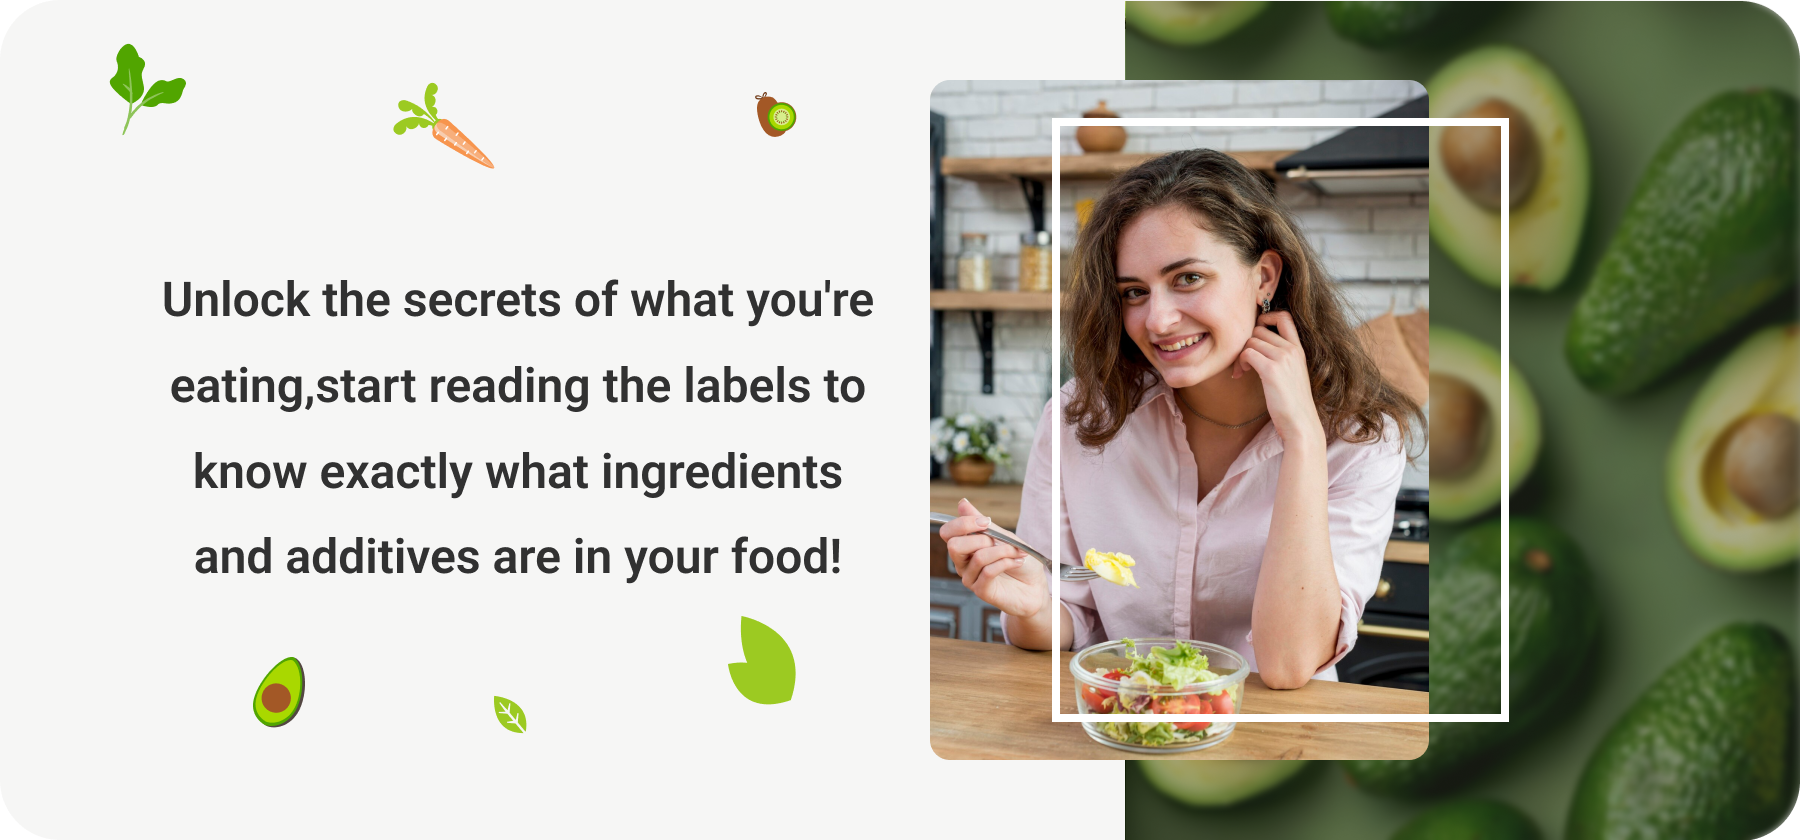 Unlock the secrets of what you're
eating,start reading the labels to
know exactly what ingredients
and additives are in your food!